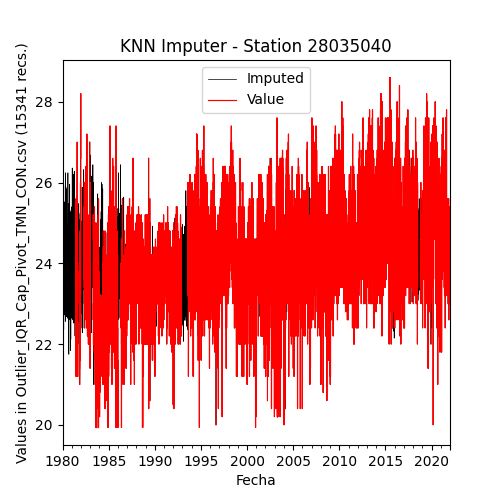 KNN Imputer - Station 28035040
Imputed
Value
Values in Outlier_IQR_Cap_Pivot_TMN_CON.csv (15341 recs.)
28
26
24
22
20
1980 1985 1990 1995 2000 2005 2010 2015 2020
Fecha